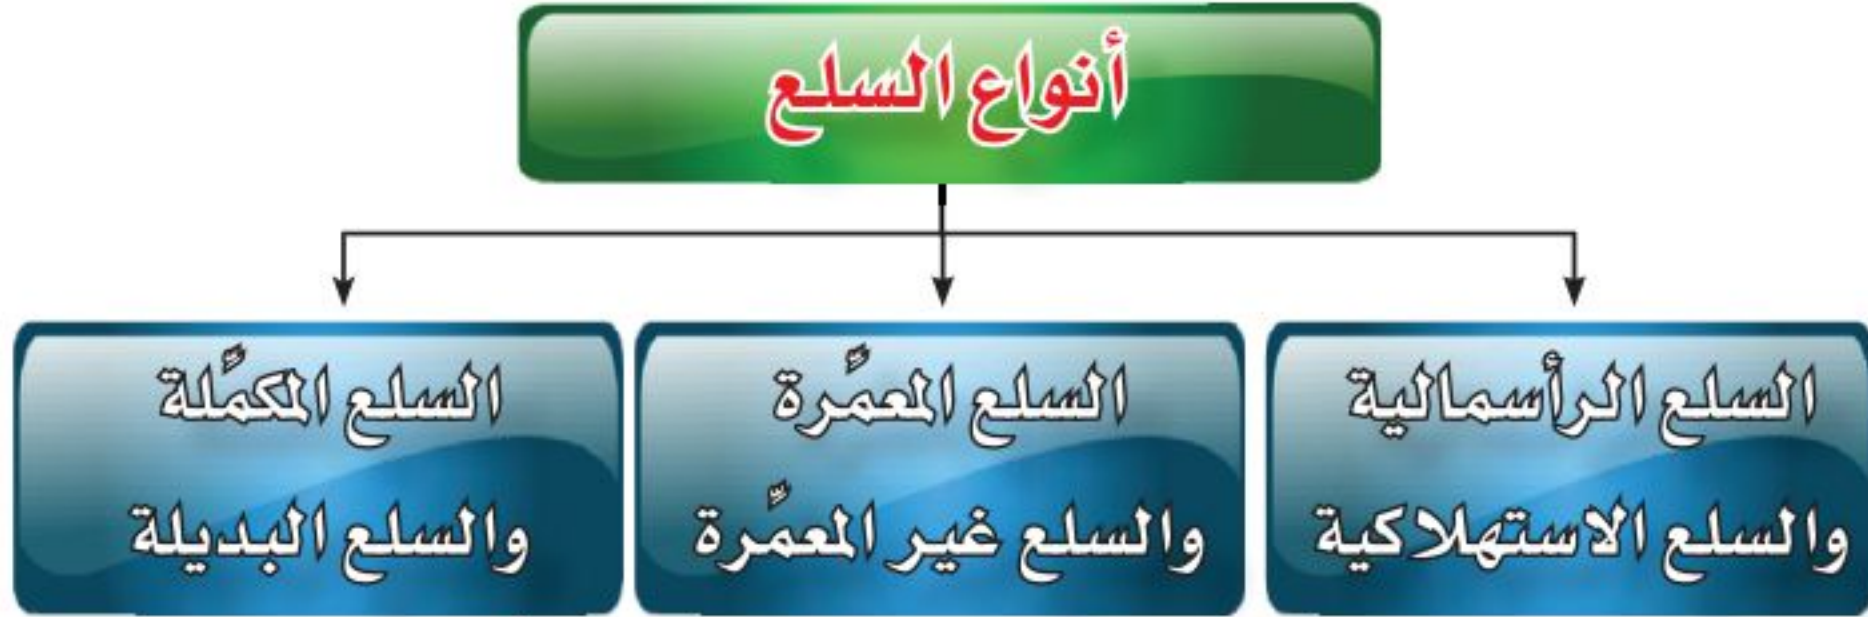 أنواع السلع
السلع الرأسمالية
والسلع الاستهلاكية
السلع المعمَّرة
والسلع غير المعمَّرة
السلع المكمَّلة
والسلع البديلة